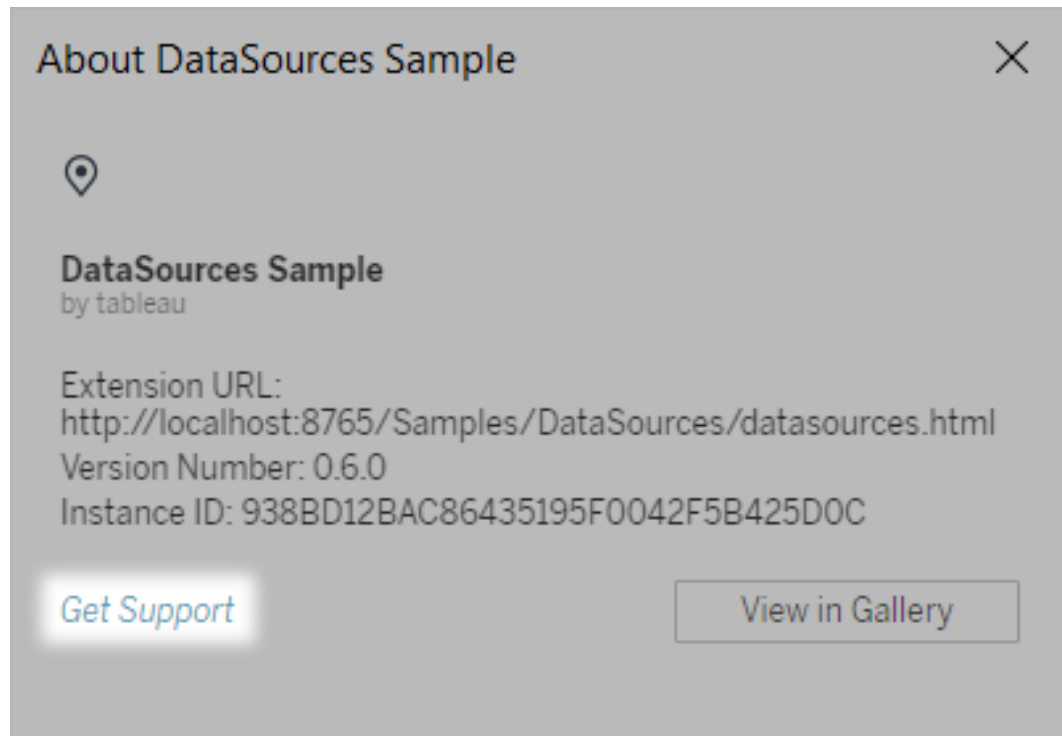 About DataSources Sample
DataSources Sample
by tableau
Extension URL:
http://localhost:8765/Samples/DataSources/datasources.html
Version Number: 0.6.0
Instance ID: 938BD12BAC86435195F0042F5B425D0C
Get Support
View in Gallery